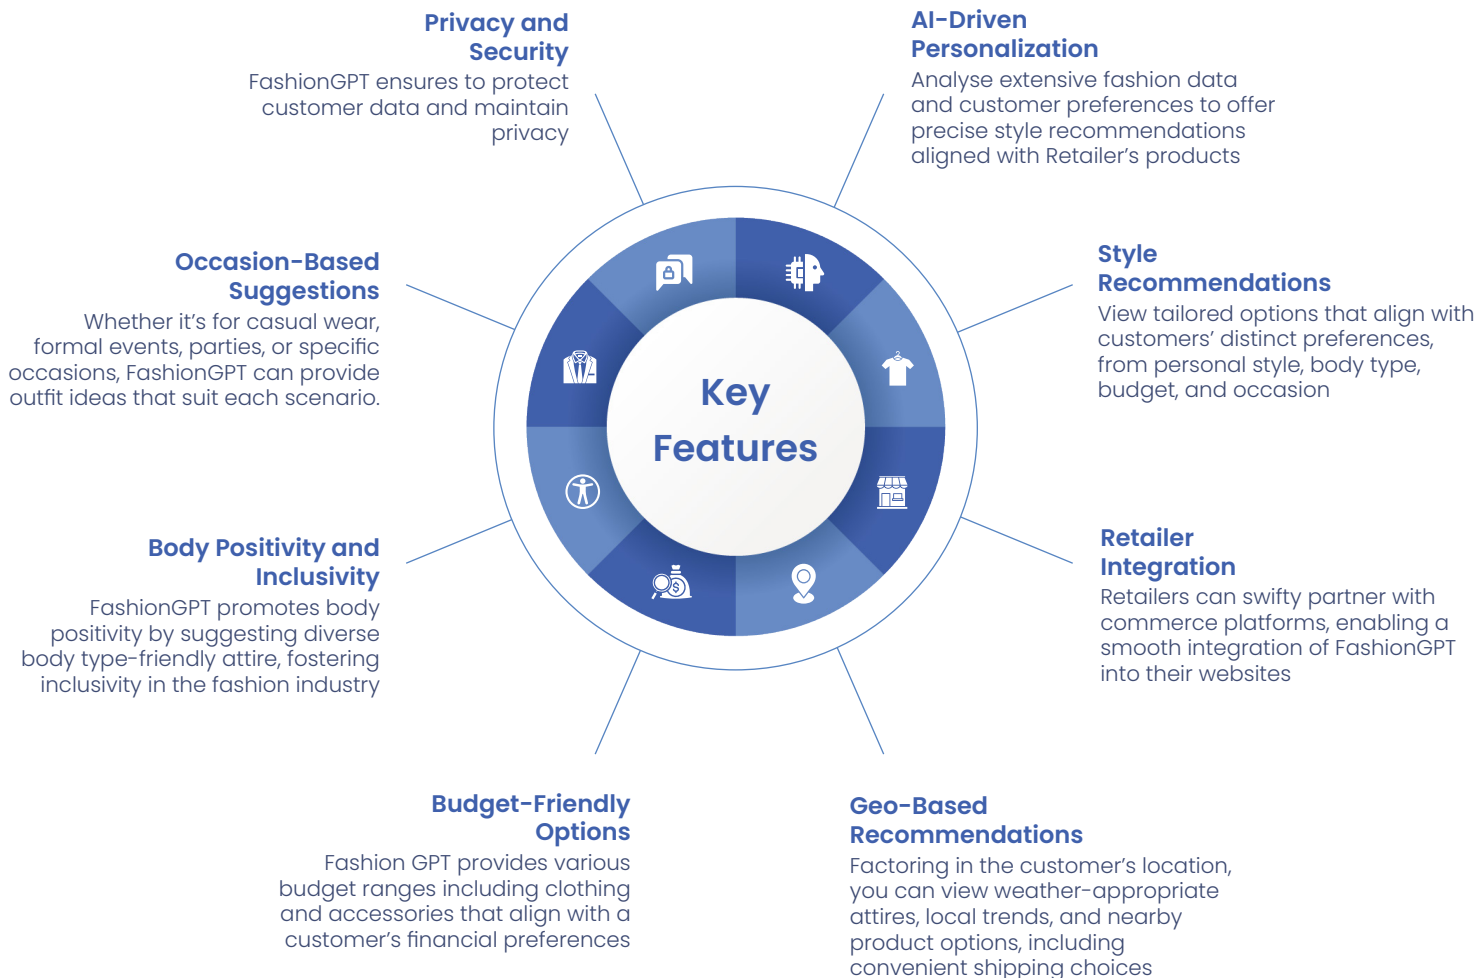 Privacy and
Security
FashionGPT ensures to protect
customer data and maintain
privacy
AI-Driven
Personalization
Analyse extensive fashion data
and customer preferences to offer
precise style recommendations
aligned with Retailer's products
Occasion-Based
Suggestions
Whether it's for casual wear,
formal events, parties, or specific
occasions, FashionGPT can provide
outfit ideas that suit each scenario.
Style
Recommendations
View tailored options that align with
customers' distinct preferences,
from personal style, body type,
budget, and occasion
Key
Features
$
Body Positivity and
Inclusivity
FashionGPT promotes body
positivity by suggesting diverse
body type-friendly attire, fostering
inclusivity in the fashion industry
Retailer
Integration
Retailers can swifty partner with
commerce platforms, enabling a
smooth integration of FashionGPT
into their websites
Budget-Friendly
Options
Fashion GPT provides various
budget ranges including clothing
and accessories that align with a
customer's financial preferences
Geo-Based
Recommendations
Factoring in the customer's location,
you can view weather-appropriate
attires, local trends, and nearby
product options, including
convenient shipping choices